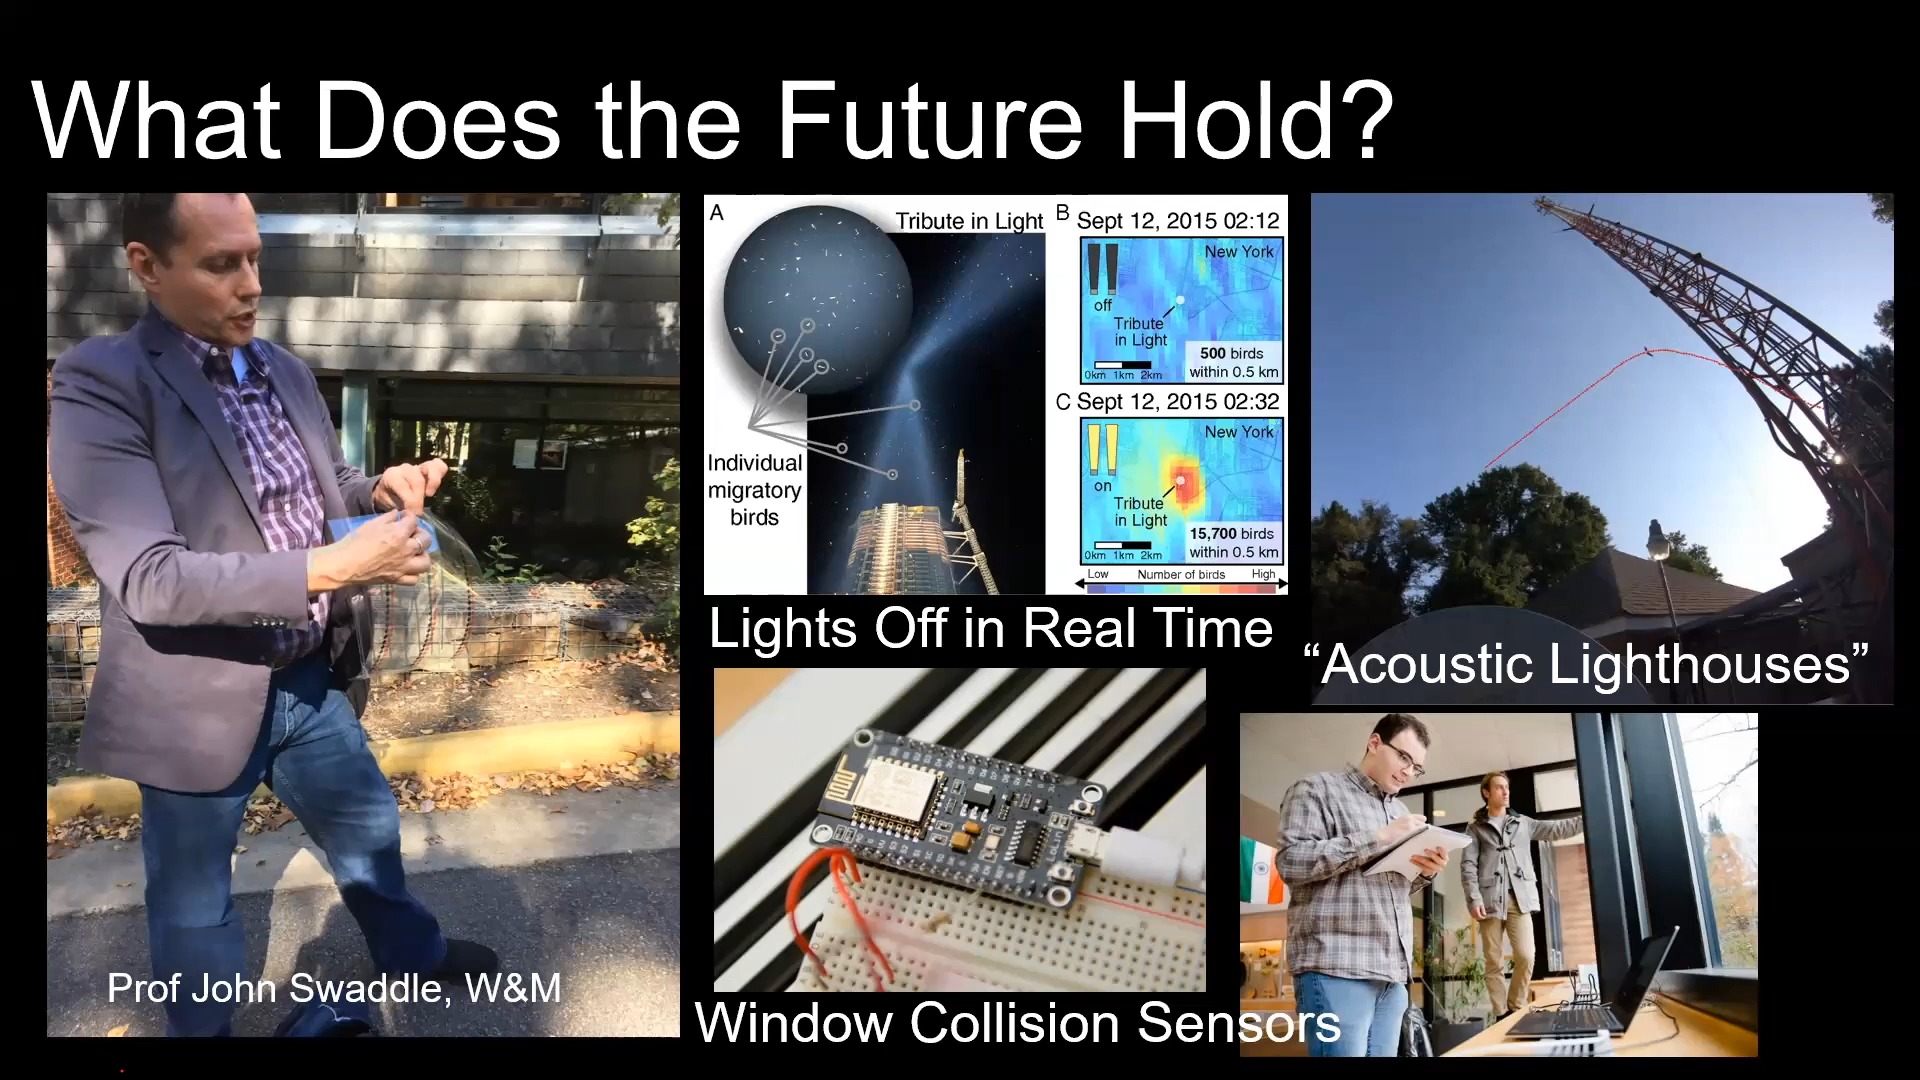 What Does the Future Hold?
Prof John Swaddle, W&M
A
Tribute in Light
Individual
migratory
birds
B
Sept 12, 2015 02:12
New York
off
Tribute
in Light
500 birds
within 0.5 km
0km 1km 2km
C Sept 12, 2015 02:32
New York
on
Tribute
in Light
15,700 birds
within 0.5 km
0km 1km 2km
Low Number of birds High
Lights Off in Real Time
“Acoustic Lighthouses”
Window Collision Sensors